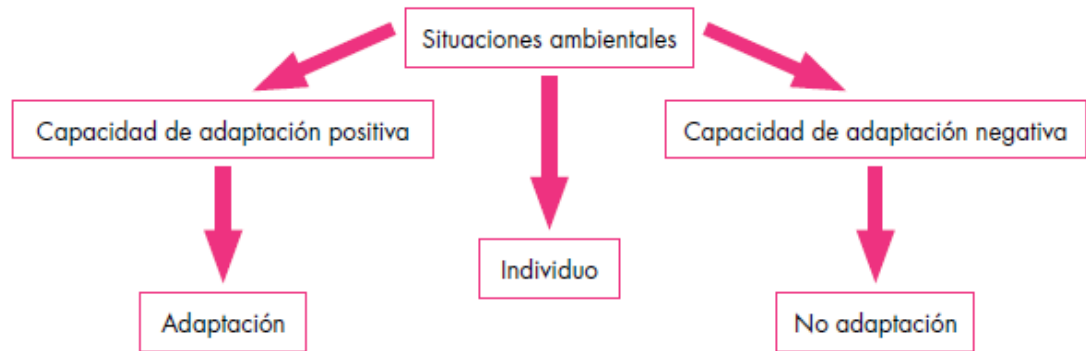 Situaciones ambientales
Capacidad de adaptación positiva
Capacidad de adaptación negativa
Individuo
Adaptación
No adaptación